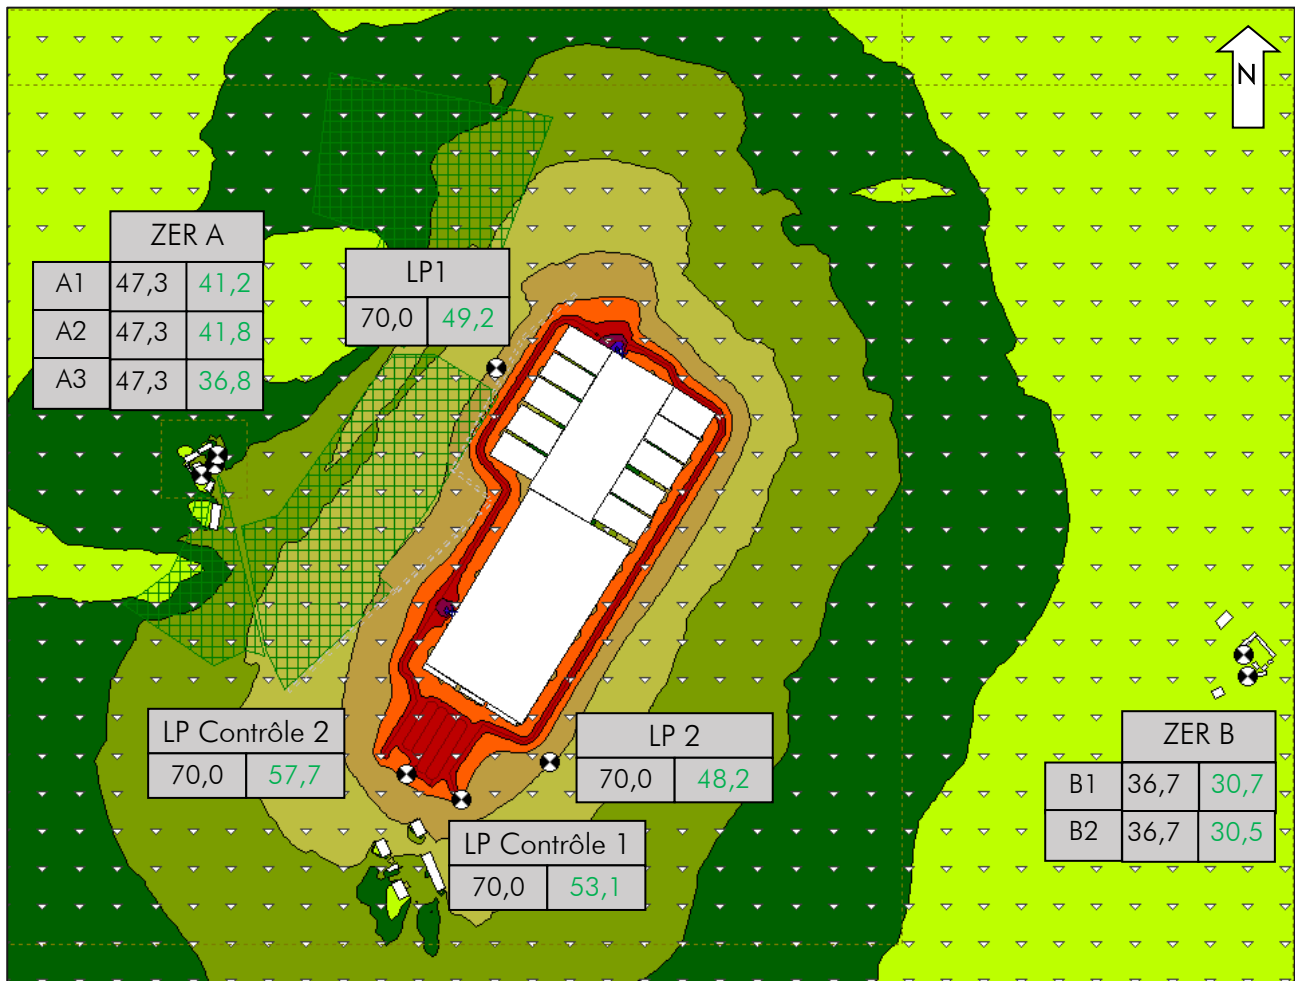 N
ZER A
A1 47,3 41,2
A2 47,3 41,8
A3 47,3 36,8
LP1
70,0 49,2
LP Contrôle 2
70,0 57,7
LP 2
70,0 48,2
LP Contrôle 1
70,0 53,1
ZER B
B1 36,7 30,7
B2 36,7 30,5